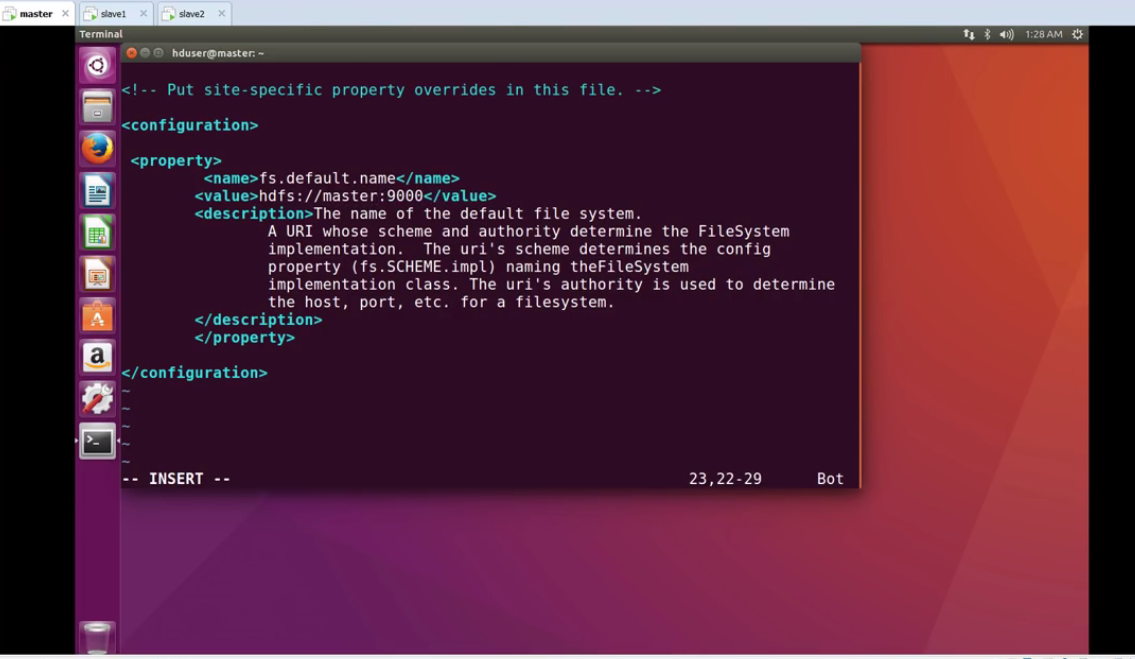 master × slave1 × slave2 ×
Terminal 1:28 AM
hduser@master: ~
<!-- Put site-specific property overrides in this file. -->
<configuration>
<property>
<name>fs.default.name</name>
<value>hdfs://master:9000</value>
<description>The name of the default file system.
A URI whose scheme and authority determine the FileSystem
implementation.  The uri's scheme determines the config
property (fs.SCHEME.impl) naming theFileSystem
implementation class. The uri's authority is used to determine
the host, port, etc. for a filesystem.
</description>
</property>
</configuration>
~
~
~
~
~
-- INSERT -- 23,22-29 Bot